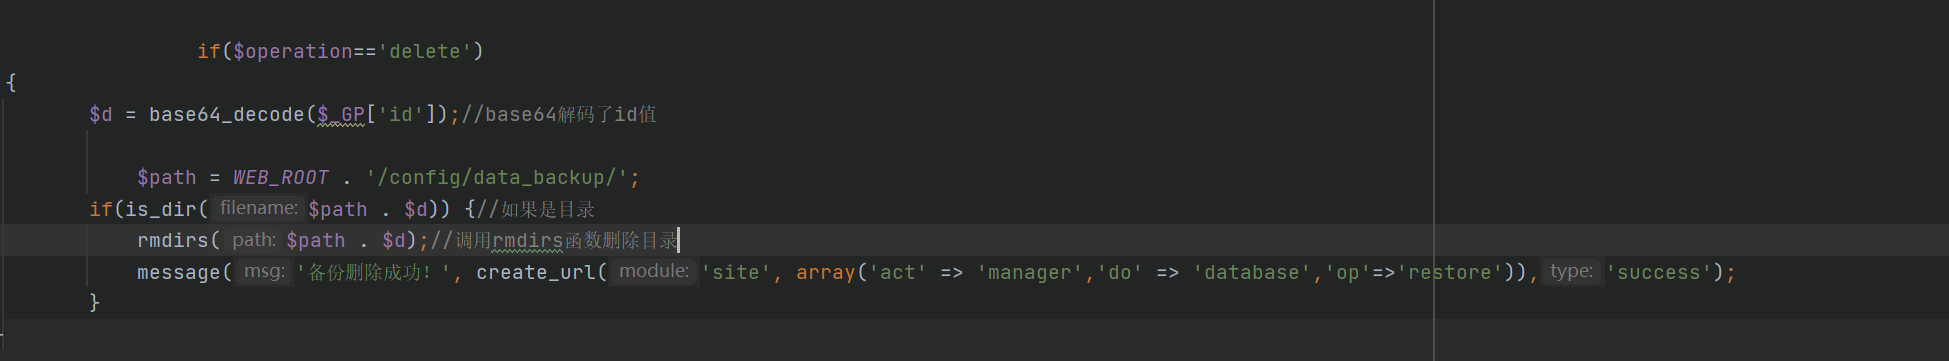 if($operation=='delete')
{
$d = base64_decode($_GP['id']);//base64解码了id值
$path = WEB_ROOT . '/config/data_backup/';
if(is_dir( filename: $path . $d)) {//如果是目录
rmdirs( path: $path . $d);//调用rmdirs函数删除目录
message( msg: '备份删除成功！', create_url( module: 'site', array('act' => 'manager','do' => 'database','op'=>'restore')), type: 'success');
}